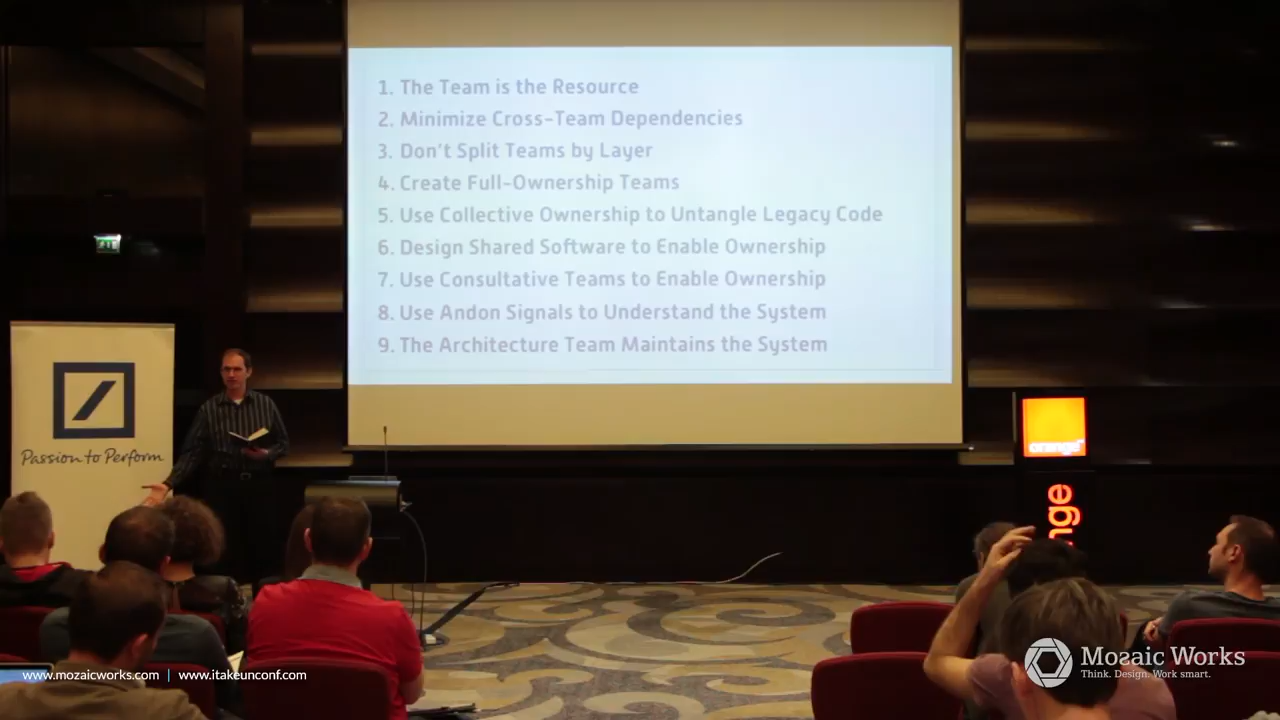 1. The Team is the Resource
2. Minimize Cross-Team Dependencies
3. Don't Split Teams by Layer
4. Create Full-Ownership Teams
5. Use Collective Ownership to Untangle Legacy Code
6. Design Shared Software to Enable Ownership
7. Use Consultative Teams to Enable Ownership
8. Use Andon Signals to Understand the System
9. The Architecture Team Maintains the System
Passion to Perform
orange™
nge
www.mozaicworks.com | www.itakeunconf.com
Mozaic Works
Think. Design. Work smart.